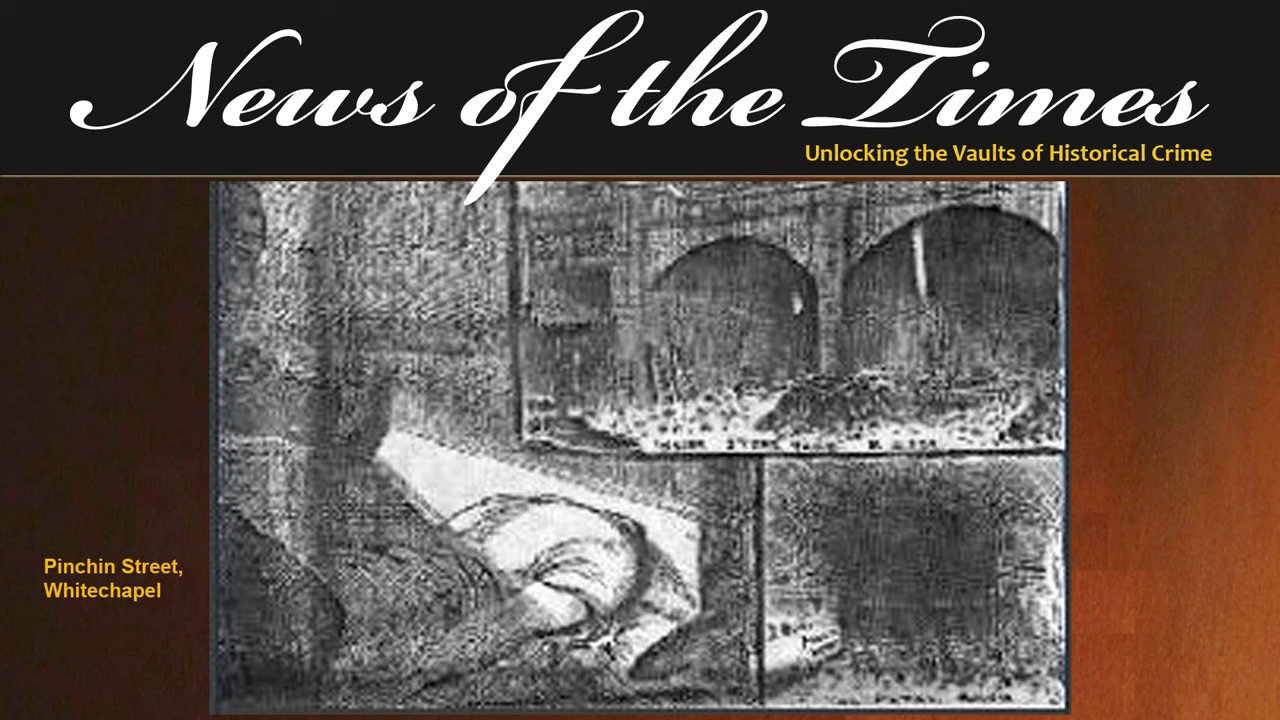 News of the Times
Unlocking the Vaults of Historical Crime
Pinchin Street,
Whitechapel